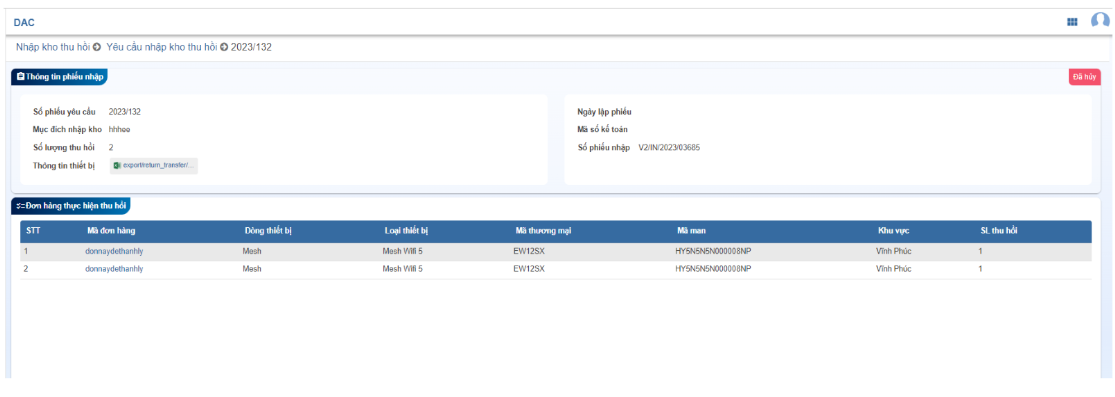 DAC
Nhập kho thu hồi Yêu cầu nhập kho thu hồi 2023/132
Thông tin phiếu nhập
Đã hủy
Số phiếu yêu cầu 2023/132
Mục đích nhập kho hhhee
Số lượng thu hồi 2
Thông tin thiết bị export/return_transfer/...
Ngày lập phiếu
Mã số kế toán
Số phiếu nhập V2/IN/2023/03685
Đơn hàng thực hiện thu hồi
STT Mã đơn hàng Dòng thiết bị Loại thiết bị Mã thương mại Mã man Khu vực SL thu hồi
1 donnaydethanhly Mesh Mesh Wifi 5 EW12SX HY5N5N5N000008NP Vĩnh Phúc 1
2 donnaydethanhly Mesh Mesh Wifi 5 EW12SX HY5N5N5N000008NP Vĩnh Phúc 1